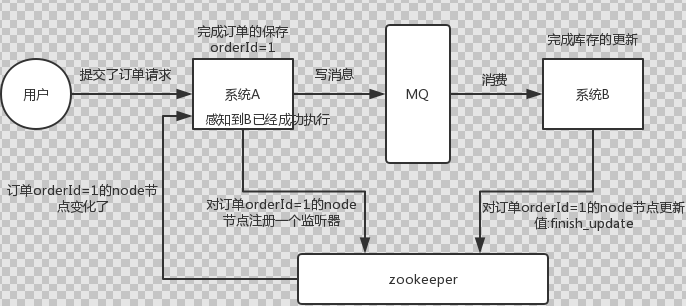 完成订单的保存
orderId=1
完成库存的更新
用户
提交了订单请求
系统A
写消息
MQ
消费
系统B
感知到B已经成功执行
订单orderId=1的node节
点变化了
对订单orderId=1的node
节点注册一个监听器
对订单orderId=1的node节点更新
值:finish_update
zookeeper